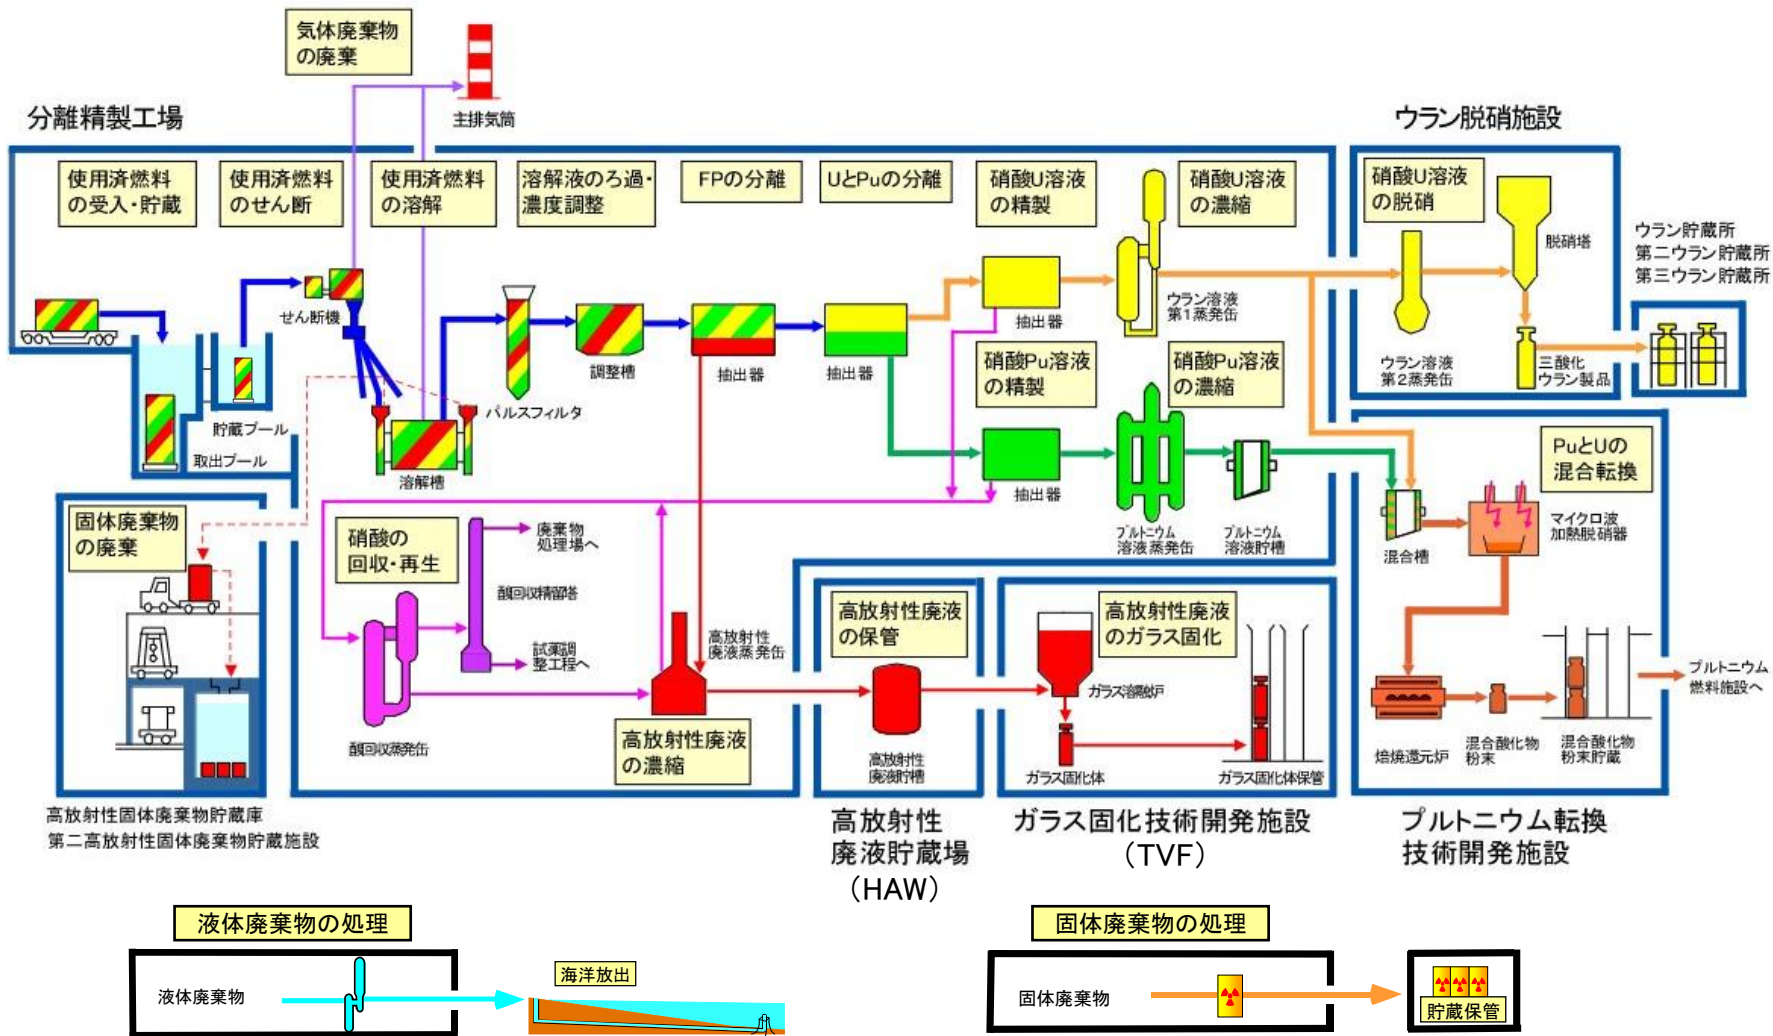 気体廃棄物
の廃棄
主排気筒
分離精製工場
ウラン脱硝施設
使用済燃料
の受入・貯蔵
使用済燃料
のせん断
使用済燃料
の溶解
溶解液のろ過・
濃度調整
FPの分離
UとPuの分離
硝酸U溶液
の精製
硝酸U溶液
の濃縮
硝酸U溶液
の脱硝
脱硝塔
ウラン貯蔵所
第二ウラン貯蔵所
第三ウラン貯蔵所
せん断機
抽出器
ウラン溶液
第1蒸発缶
調整槽
抽出器
抽出器
硝酸Pu溶液
の精製
硝酸Pu溶液
の濃縮
ウラン溶液
第2蒸発缶
三酸化
ウラン製品
パルスフィルタ
貯蔵プール
取出プール
溶解槽
PuとUの
混合転換
抽出器
プルトニウム
溶液蒸発缶
プルトニウム
溶液貯槽
混合槽
マイクロ波
加熱脱硝器
固体廃棄物
の廃棄
硝酸の
回収・再生
廃棄物
処理場へ
酸回収精留塔
試薬調
整工程へ
高放射性
廃液蒸発缶
高放射性廃液
の保管
高放射性廃液
のガラス固化
ガラス溶融炉
プルトニウム
燃料施設へ
酸回収蒸発缶
高放射性廃液
の濃縮
高放射性
廃液貯槽
ガラス固化体
ガラス固化体保管
焙焼還元炉
混合酸化物
粉末
混合酸化物
粉末貯蔵
高放射性固体廃棄物貯蔵庫
第二高放射性固体廃棄物貯蔵施設
高放射性
廃液貯蔵場
（HAW）
ガラス固化技術開発施設
（TVF）
プルトニウム転換
技術開発施設
液体廃棄物の処理
液体廃棄物
海洋放出
固体廃棄物の処理
固体廃棄物
貯蔵保管